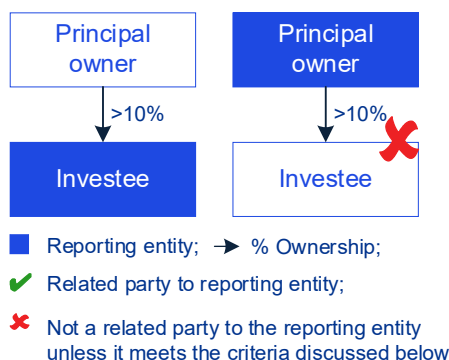 Principal
owner
Principal
owner
>10%
>10%
Investee
Investee
Reporting entity; % Ownership;
Related party to reporting entity;
Not a related party to the reporting entity
unless it meets the criteria discussed below